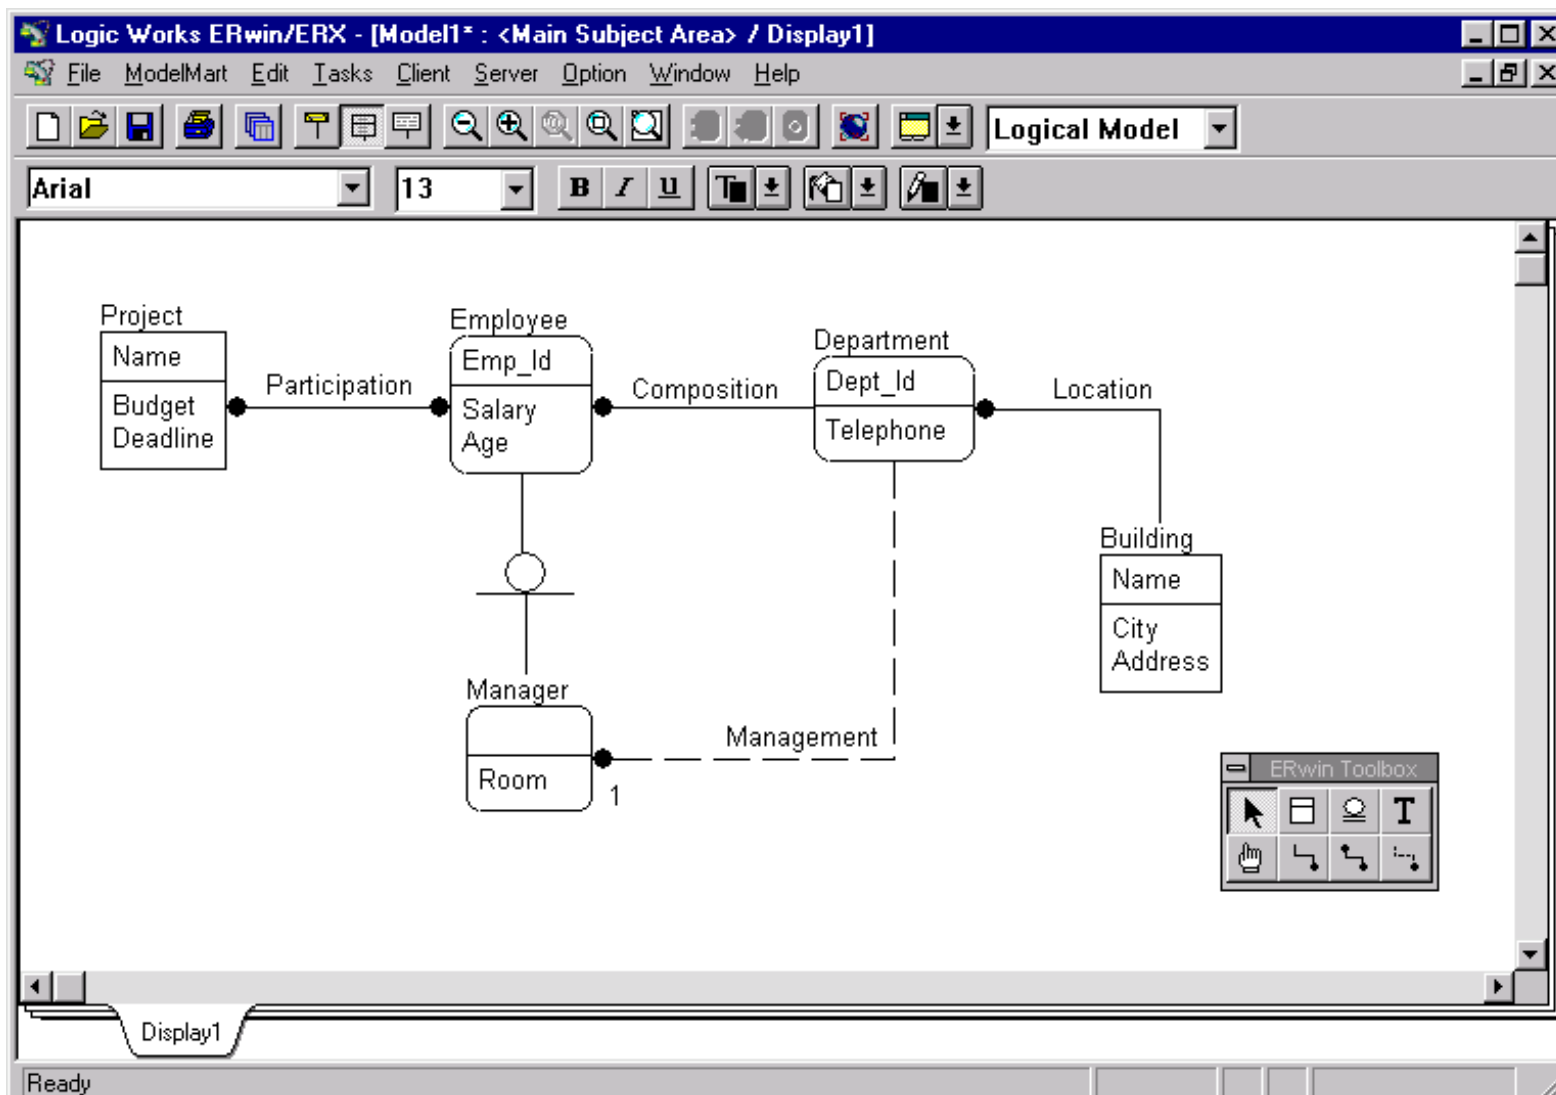 Logic Works ERwin/ERX - [Model1* : <Main Subject Area> / Display1]
File ModelMart Edit Tasks Client Server Option Window Help
Logical Model
Arial 13 B I U T
Project
Name
Budget
Deadline
Participation
Employee
Emp_Id
Salary
Age
Composition
Department
Dept_Id
Telephone
Location
Building
Name
City
Address
Manager
Room
1
Management
ERwin Toolbox
T
Display1
Ready